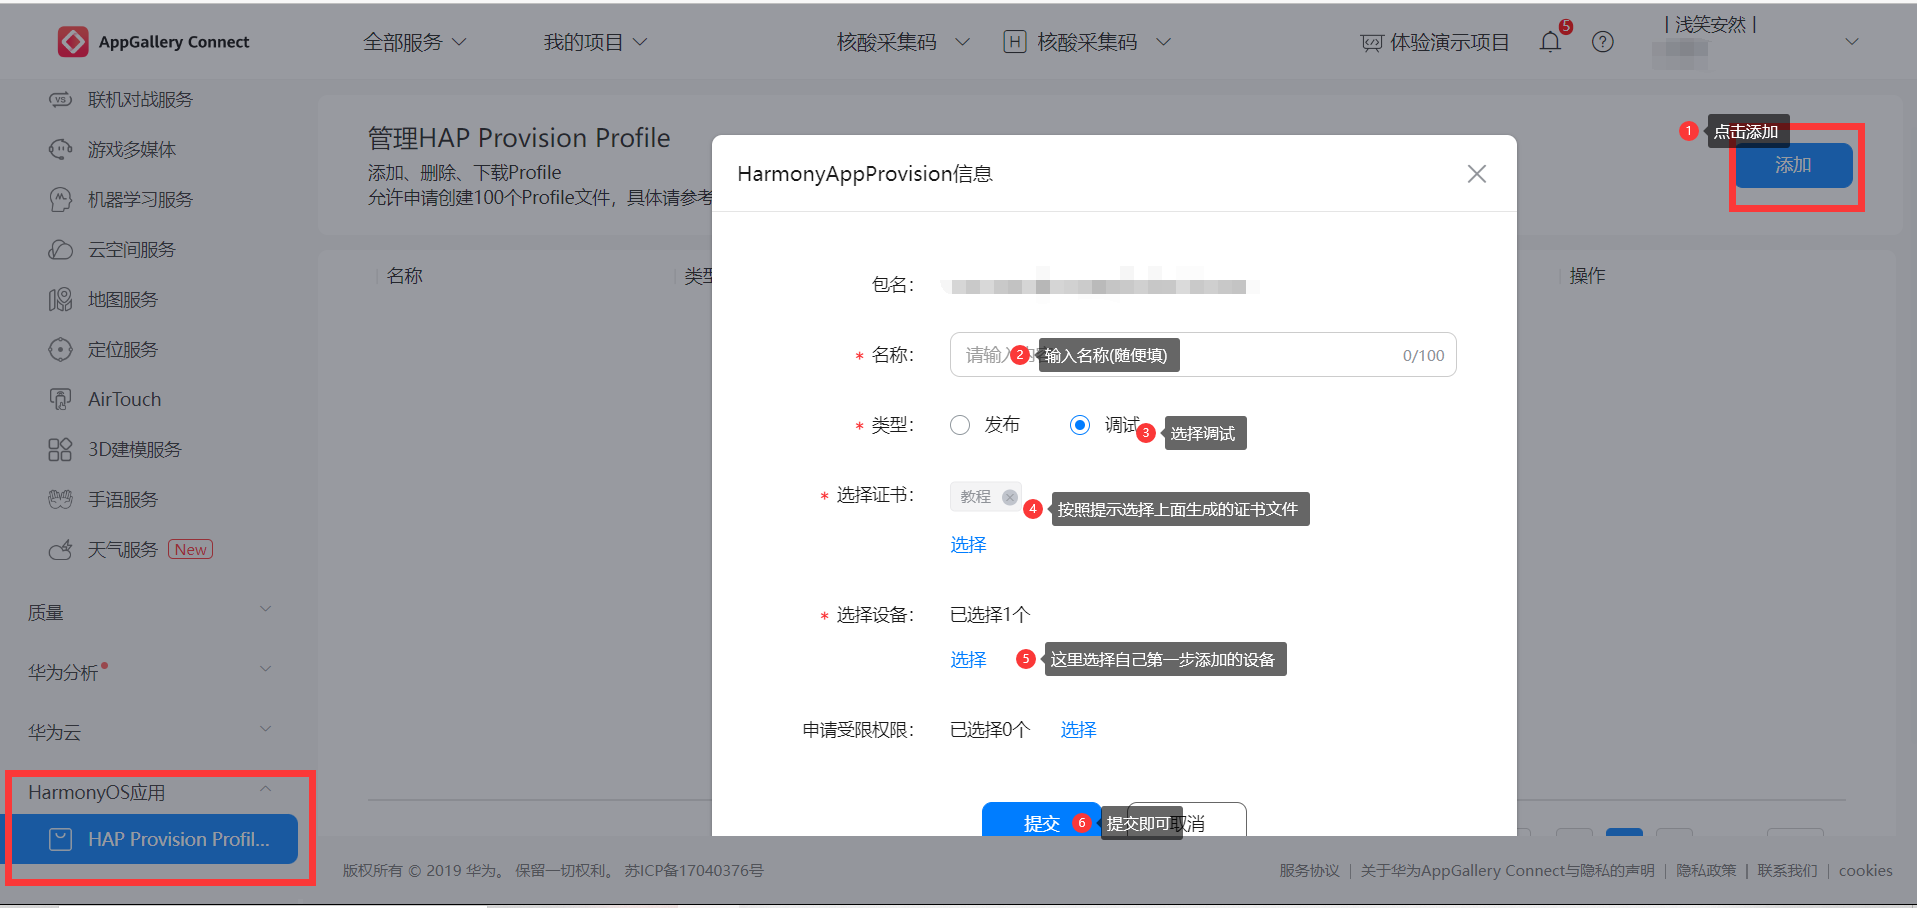 AppGallery Connect
全部服务
我的项目
核酸采集码
H 核酸采集码
体验演示项目
5
| 浅笑安然 |
联机对战服务
游戏多媒体
机器学习服务
云空间服务
地图服务
定位服务
AirTouch
3D建模服务
手语服务
天气服务 New
质量
华为分析
华为云
HarmonyOS应用
HAP Provision Profil...
管理HAP Provision Profile
添加、删除、下载Profile
允许申请创建100个Profile文件，具体请参考
1 点击添加
添加
名称
操作
HarmonyAppProvision信息
包名：
* 名称：
请输
2 输入名称(随便填)
0/100
* 类型：
发布
调试
3 选择调试
* 选择证书：
教程
4 按照提示选择上面生成的证书文件
选择
* 选择设备：
已选择1个
选择
5 这里选择自己第一步添加的设备
申请受限权限：
已选择0个
选择
提交
6 提交即可
取消
版权所有 © 2019 华为。 保留一切权利。 苏ICP备17040376号
服务协议 | 关于华为AppGallery Connect与隐私的声明 | 隐私政策 | 联系我们 | cookies